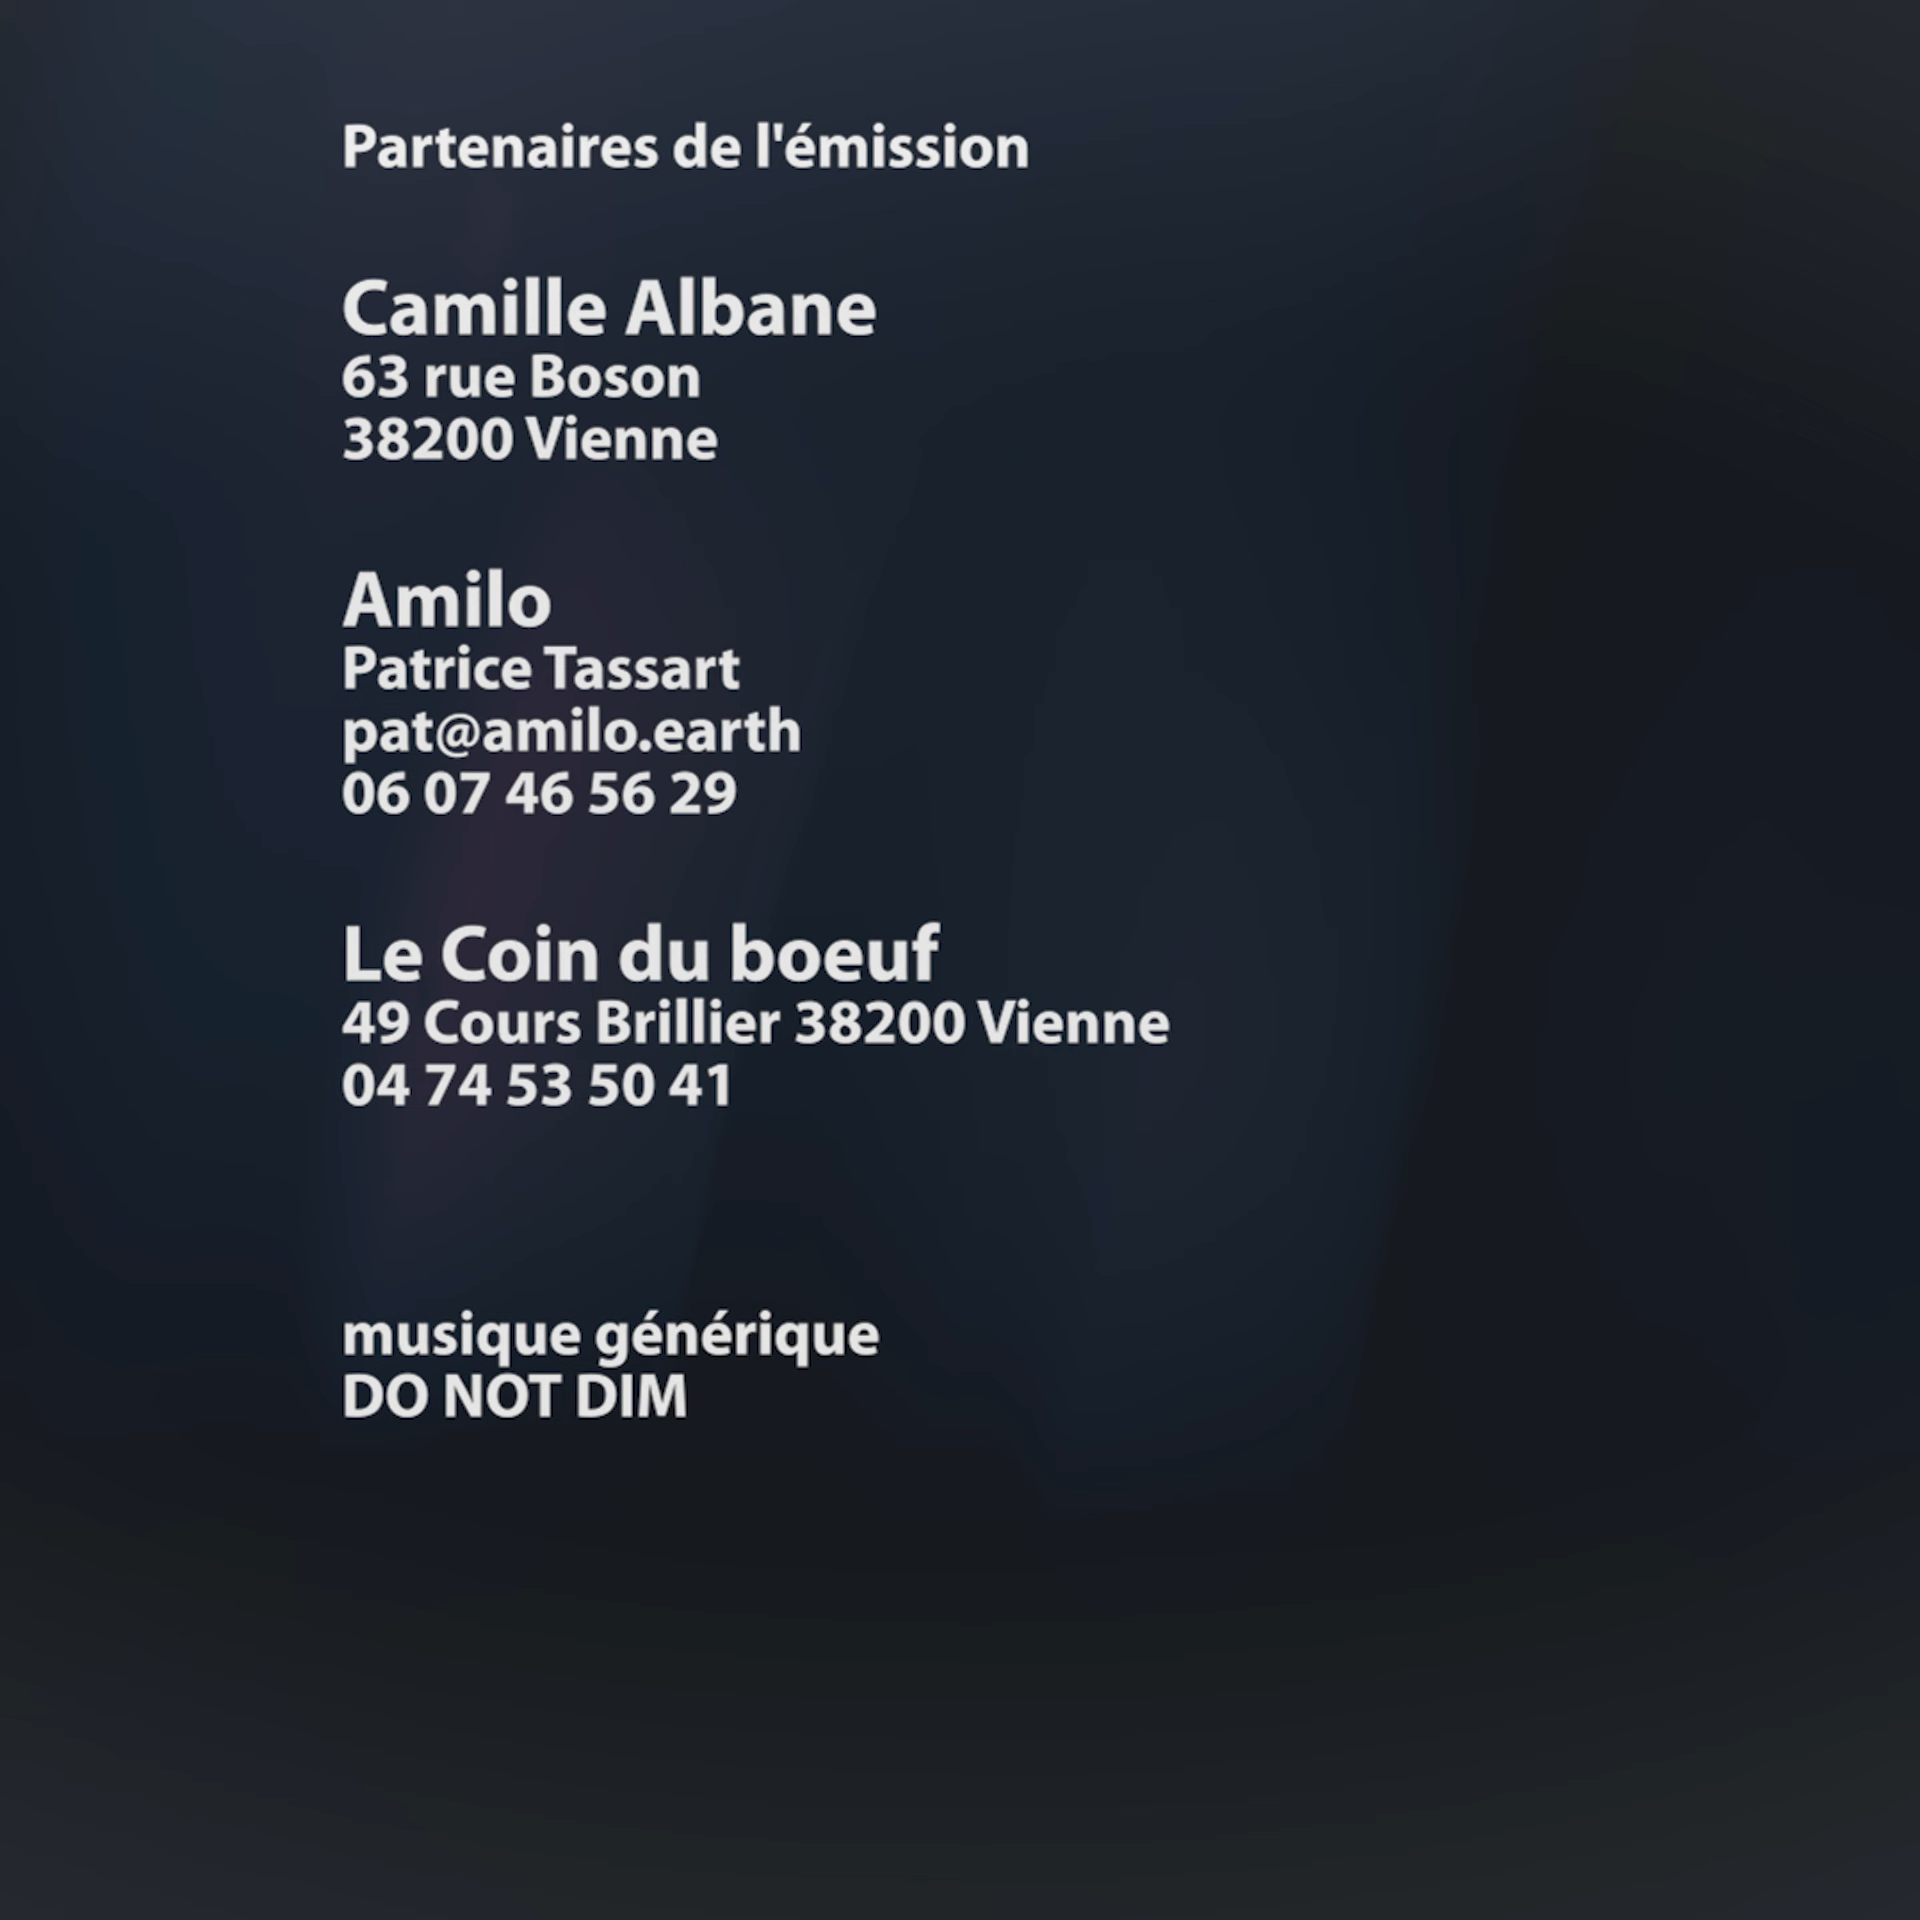 Partenaires de l'émission
Camille Albane
63 rue Boson
38200 Vienne
Amilo
Patrice Tassart
pat@amilo.earth
06 07 46 56 29
Le Coin du boeuf
49 Cours Brillier 38200 Vienne
04 74 53 50 41
musique générique
DO NOT DIM